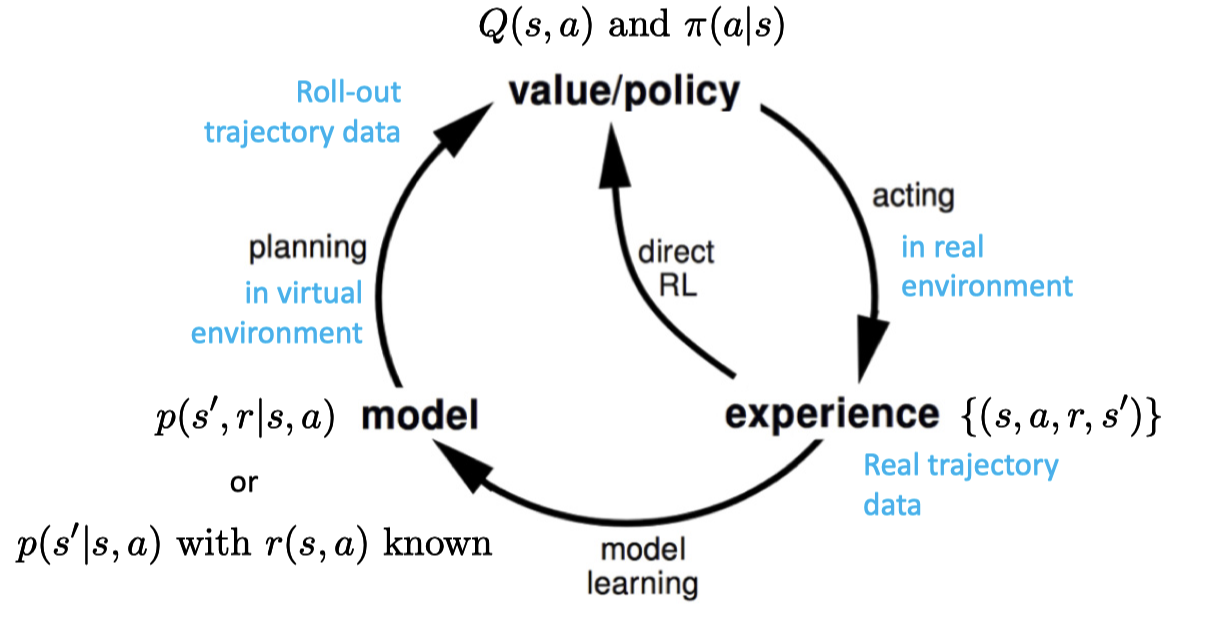 Q(s, a) and π(a|s)
value/policy
Roll-out
trajectory data
acting
in real
environment
planning
in virtual
environment
direct
RL
p(s′, r|s, a) model
experience {(s, a, r, s′)}
or
Real trajectory
data
p(s′|s, a) with r(s, a) known
model
learning